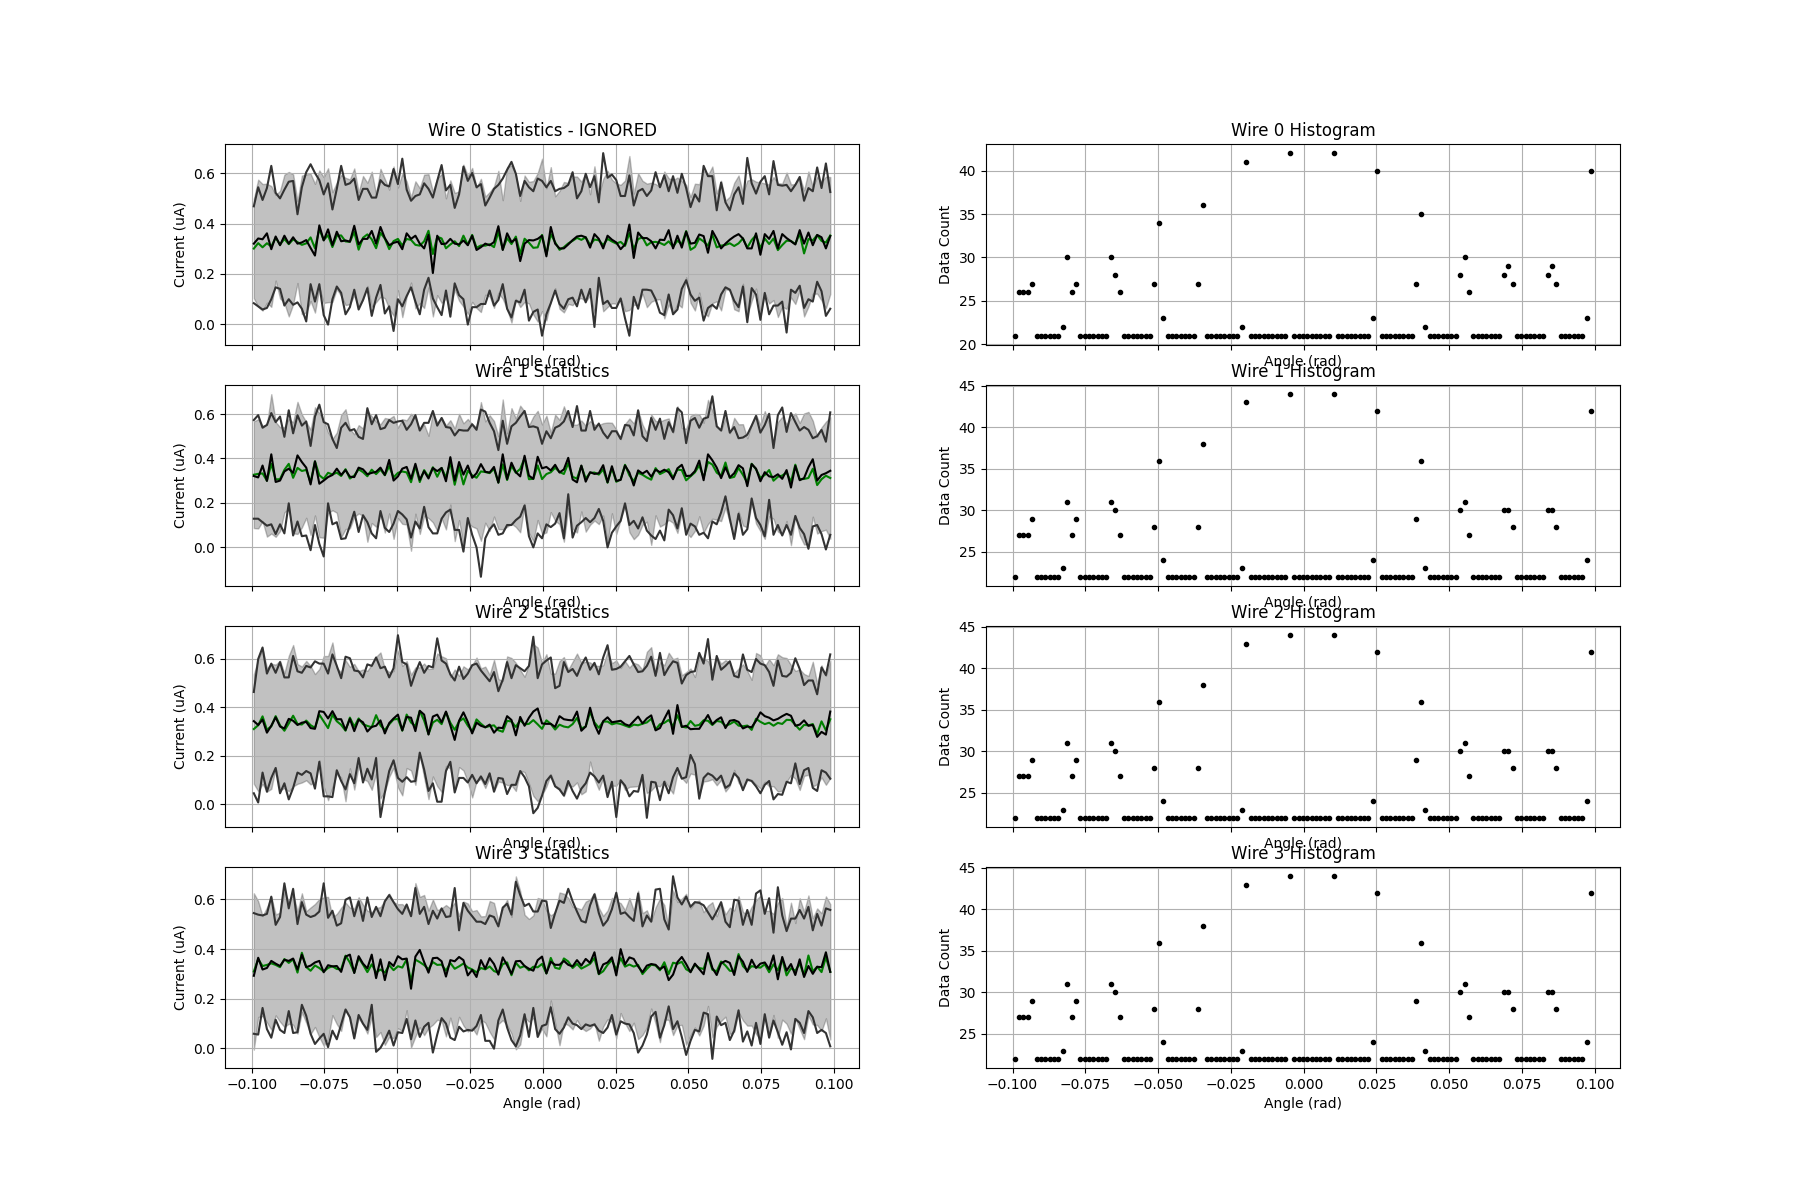 Wire 0 Statistics - IGNORED
Current (uA)
0.6
0.4
0.2
0.0
Angle (rad)
Wire 0 Histogram
Data Count
40
35
30
25
20
Angle (rad)
Wire 1 Statistics
Current (uA)
0.6
0.4
0.2
0.0
Angle (rad)
Wire 1 Histogram
Data Count
45
40
35
30
25
Angle (rad)
Wire 2 Statistics
Current (uA)
0.6
0.4
0.2
0.0
Angle (rad)
Wire 2 Histogram
Data Count
45
40
35
30
25
Angle (rad)
Wire 3 Statistics
Current (uA)
0.6
0.4
0.2
0.0
−0.100 −0.075 −0.050 −0.025 0.000 0.025 0.050 0.075 0.100
Angle (rad)
Wire 3 Histogram
Data Count
45
40
35
30
25
−0.100 −0.075 −0.050 −0.025 0.000 0.025 0.050 0.075 0.100
Angle (rad)